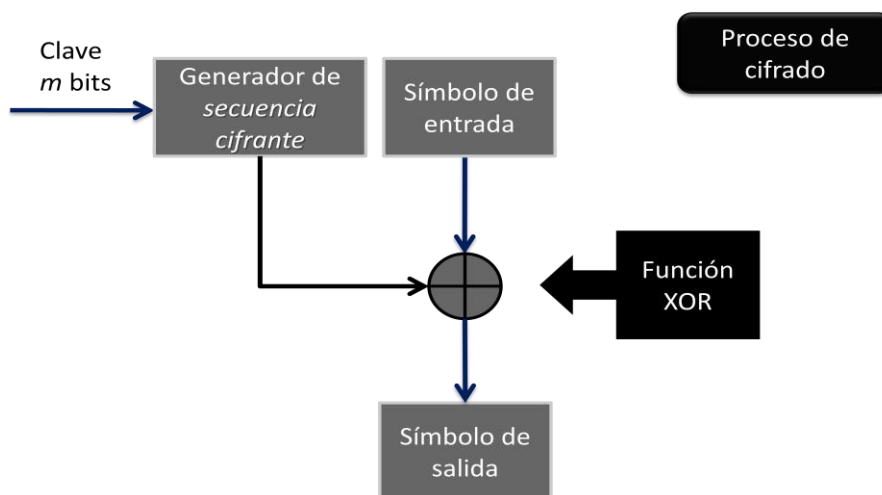 Clave
m bits
Generador de
secuencia
cifrante
Símbolo de
entrada
Proceso de
cifrado
Función
XOR
Símbolo de
salida